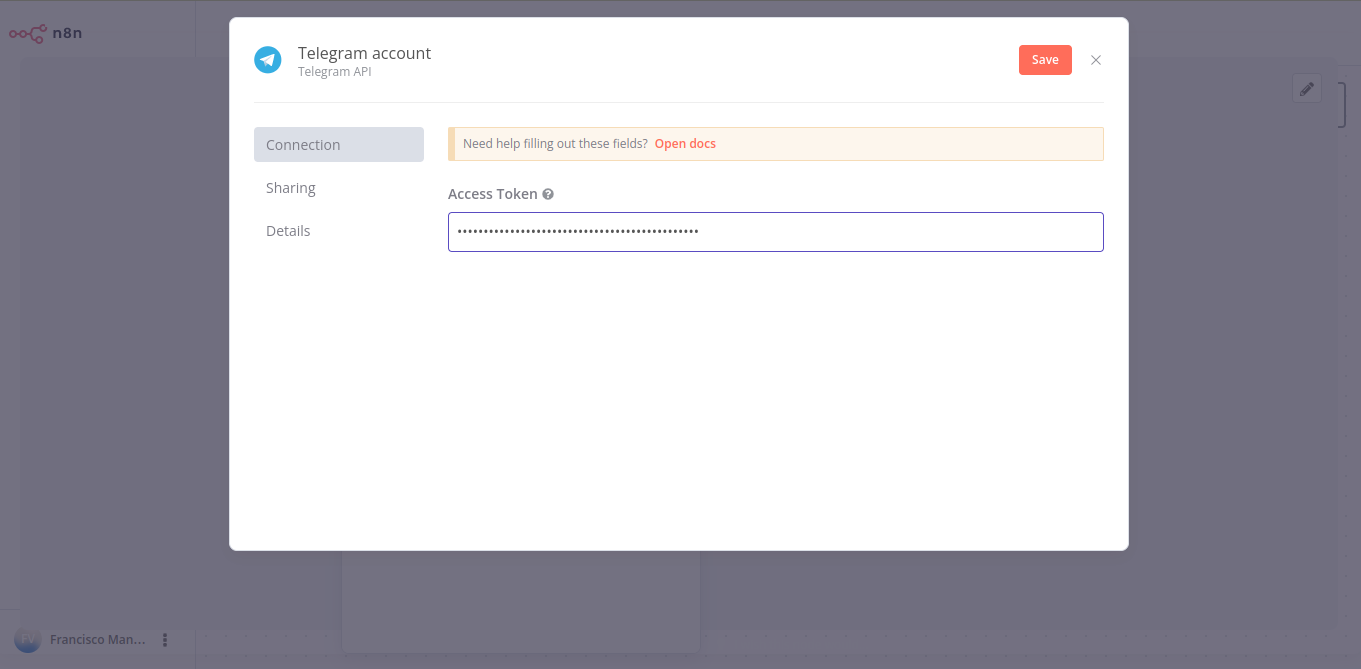 n8n
Telegram account
Telegram API
Save
Connection
Need help filling out these fields? Open docs
Sharing
Access Token
Details
••••••••••••••••••••••••••••••••••••••••••••••
FV
Francisco Man...